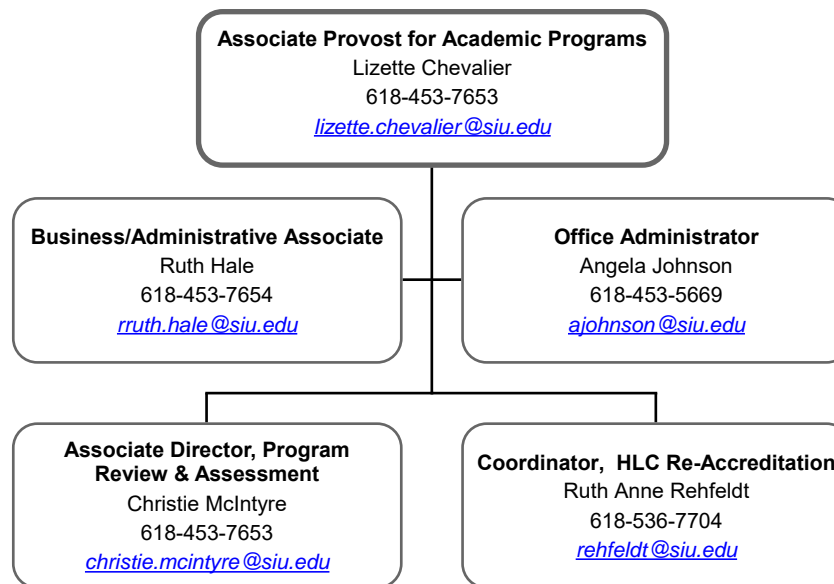 Associate Provost for Academic Programs
Lizette Chevalier
618-453-7653
lizette.chevalier@siu.edu
Business/Administrative Associate
Ruth Hale
618-453-7654
rruth.hale@siu.edu
Office Administrator
Angela Johnson
618-453-5669
ajohnson@siu.edu
Associate Director, Program
Review & Assessment
Christie McIntyre
618-453-7653
christie.mcintyre@siu.edu
Coordinator,  HLC Re-Accreditation
Ruth Anne Rehfeldt
618-536-7704
rehfeldt@siu.edu